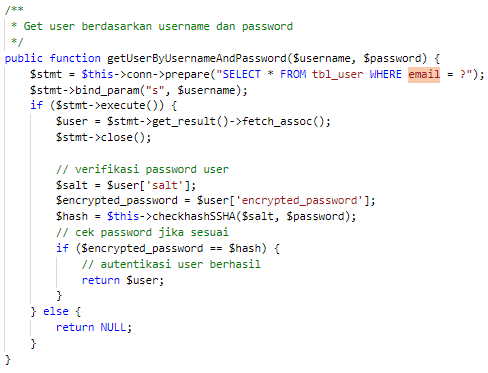 /**
 * Get user berdasarkan username dan password
 */
public function getUserByUsernameAndPassword($username, $password) {
    $stmt = $this->conn->prepare("SELECT * FROM tbl_user WHERE email = ?");
    $stmt->bind_param("s", $username);
    if ($stmt->execute()) {
        $user = $stmt->get_result()->fetch_assoc();
        $stmt->close();

        // verifikasi password user
        $salt = $user['salt'];
        $encrypted_password = $user['encrypted_password'];
        $hash = $this->checkhashSSHA($salt, $password);
        // cek password jika sesuai
        if ($encrypted_password == $hash) {
            // autentikasi user berhasil
            return $user;
        }
    } else {
        return NULL;
    }
}